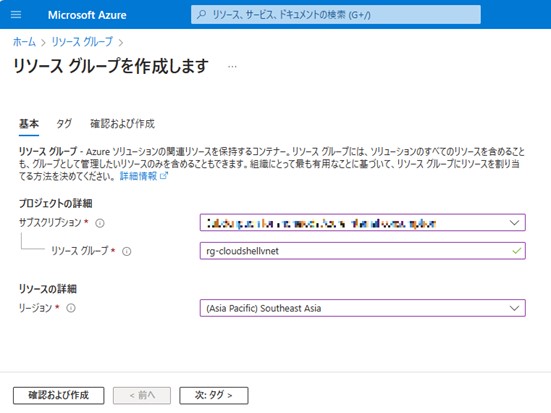 Microsoft Azure
リソース、サービス、ドキュメントの検索 (G+/)
ホーム > リソース グループ >
リソース グループを作成します ...
基本 タグ 確認および作成
リソース グループ - Azure ソリューションの関連リソースを保持するコンテナー。リソース グループには、ソリューションのすべてのリソースを含めること
も、グループとして管理したいリソースのみを含めることもできます。組織にとって最も有用なことに基づいて、リソース グループにリソースを割り当
てる方法を決めてください。 詳細情報
プロジェクトの詳細
サブスクリプション *
リソース グループ * rg-cloudshellvnet
リソースの詳細
リージョン * (Asia Pacific) Southeast Asia
確認および作成 < 前へ 次: タグ >